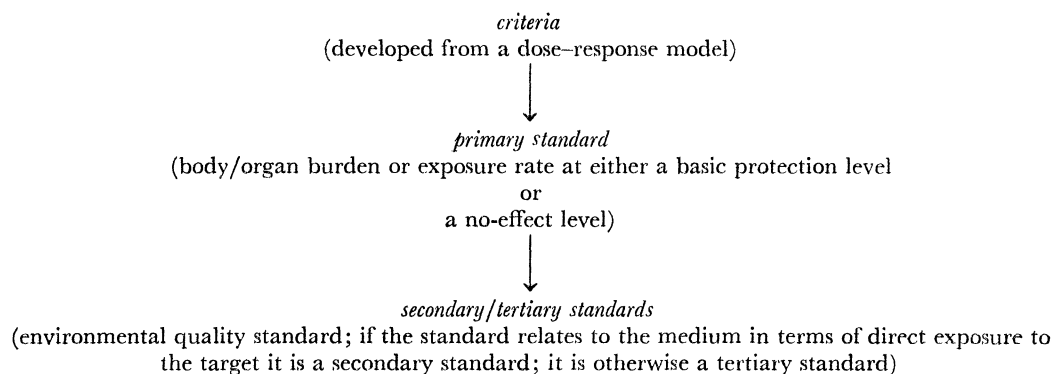 criteria
(developed from a dose–response model)
primary standard
(body/organ burden or exposure rate at either a basic protection level
or
a no-effect level)
secondary/tertiary standards
(environmental quality standard; if the standard relates to the medium in terms of direct exposure to
the target it is a secondary standard; it is otherwise a tertiary standard)